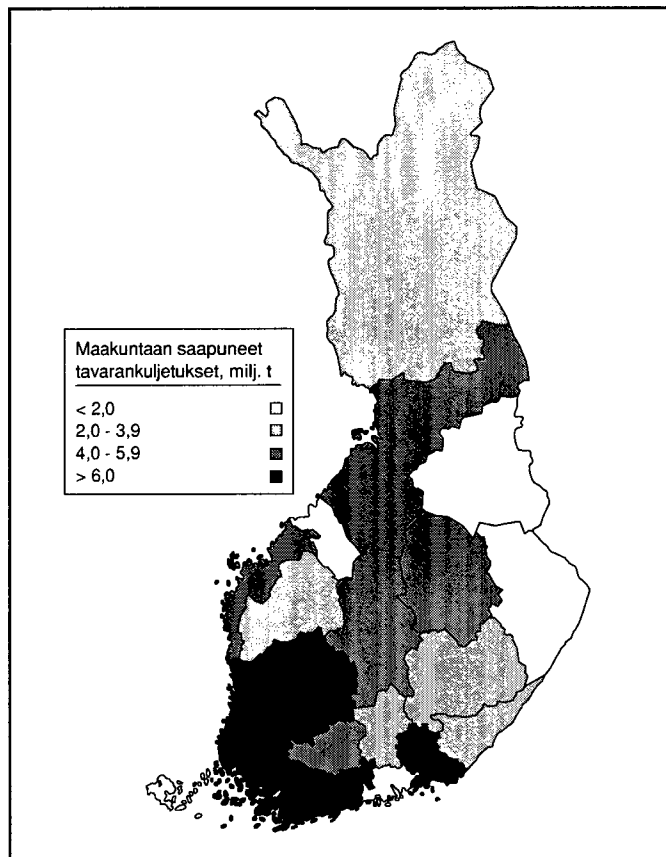 Maakuntaan saapuneet
tavarankuljetukset, milj. t
< 2,0
2,0 - 3,9
4,0 - 5,9
> 6,0